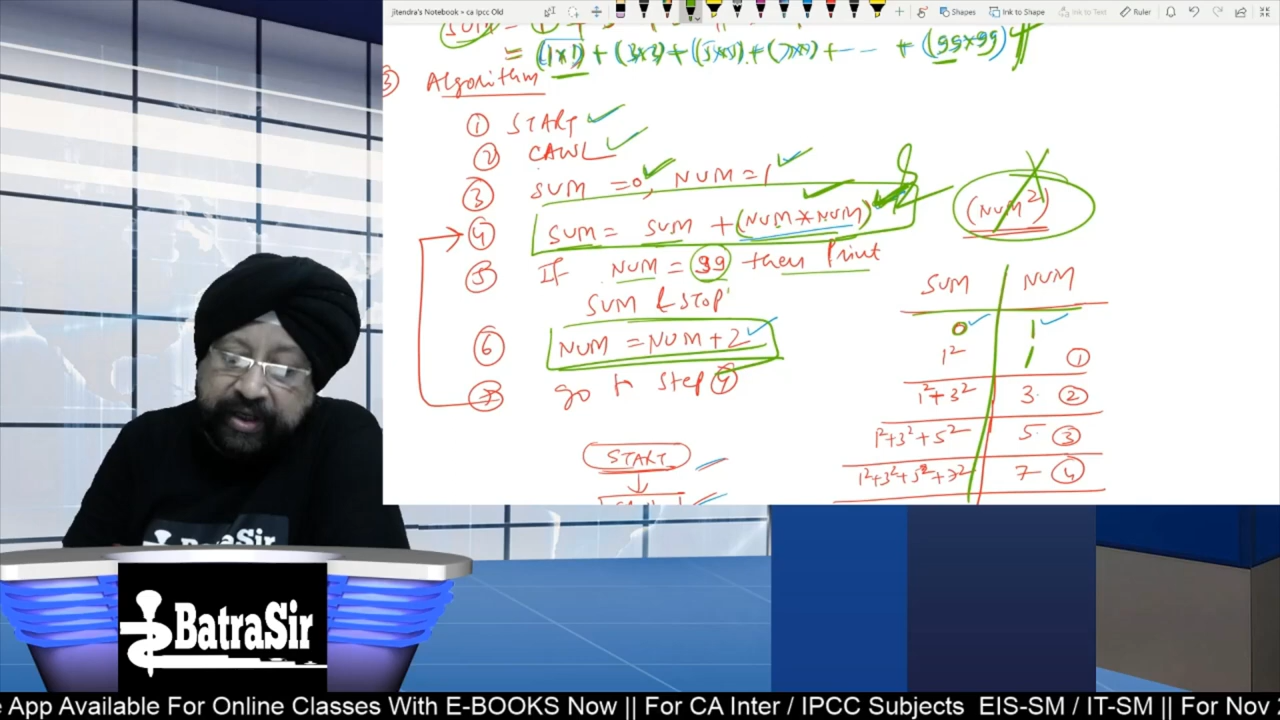 jitendra's Notebook » ca Ipcc Old
Shapes
Ink to Shape
Ink to Text
Ruler
= (1×1) + (3×3) + (5×5) + (7×7) + - - - - + (99×99)
③ Algorithm
① START
② CAWL
③ SUM = 0, NUM = 1
④ SUM = SUM + (NUM * NUM)
(NUM²)
⑤ IF NUM = 99 then Print
SUM & STOP
⑥ NUM = NUM + 2
⑦ go to step ④
START
SUM NUM
0 1
1² 1 ①
1²+3² 3 ②
1²+3²+5² 5 ③
1²+3²+5²+7² 7 ④
BatraSir
BatraSir
e App Available For Online Classes With E-BOOKS Now || For CA Inter / IPCC Subjects EIS-SM / IT-SM || For Nov